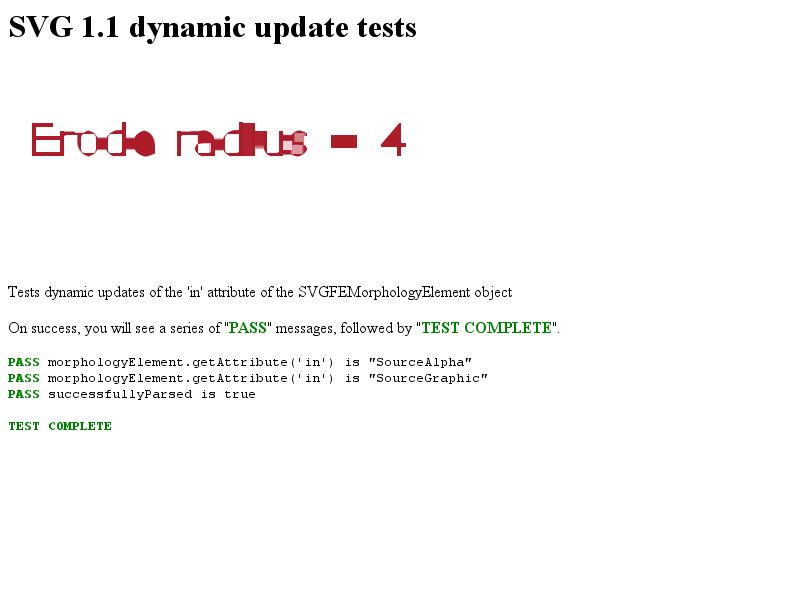 SVG 1.1 dynamic update tests
Erode radius = 4
Tests dynamic updates of the 'in' attribute of the SVGFEMorphologyElement object
On success, you will see a series of "PASS" messages, followed by "TEST COMPLETE".
PASS morphologyElement.getAttribute('in') is "SourceAlpha"
PASS morphologyElement.getAttribute('in') is "SourceGraphic"
PASS successfullyParsed is true
TEST COMPLETE